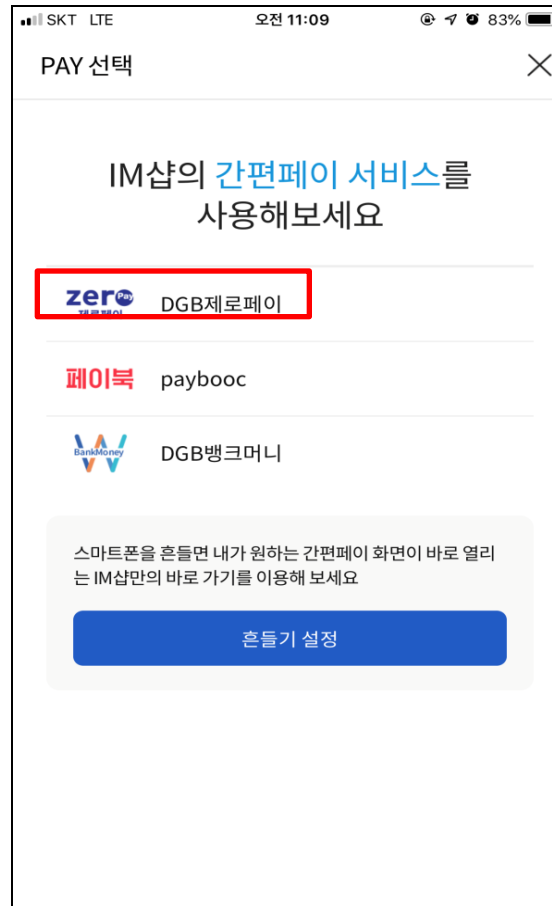 SKT LTE 오전 11:09 83%
PAY 선택
IM샵의 간편페이 서비스를
사용해보세요
zero Pay
제로페이
DGB제로페이
페이북 paybooc
BankMoney DGB뱅크머니
스마트폰을 흔들면 내가 원하는 간편페이 화면이 바로 열리
는 IM샵만의 바로 가기를 이용해 보세요
흔들기 설정